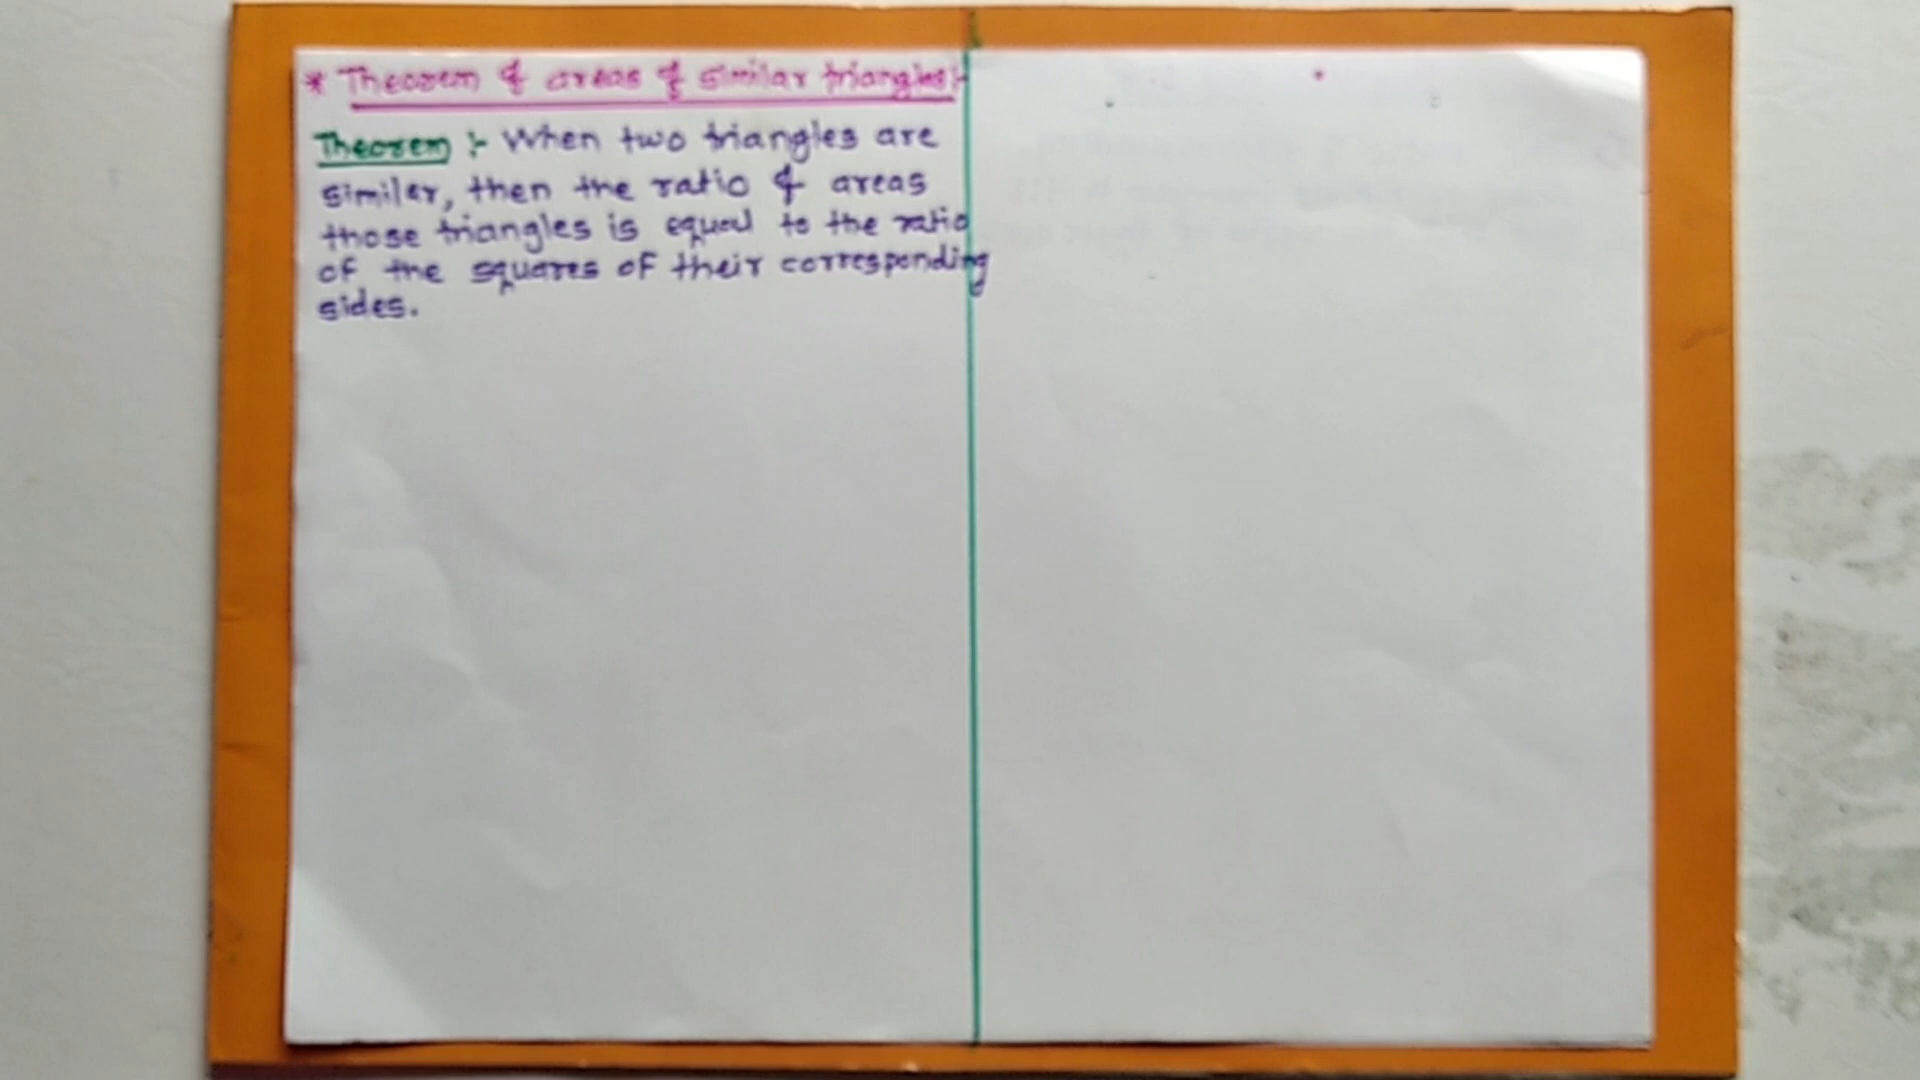 * Theorem of areas of similar triangles:-
Theorem :- When two triangles are
similar, then the ratio of areas
those triangles is equal to the ratio
of the squares of their corresponding
sides.